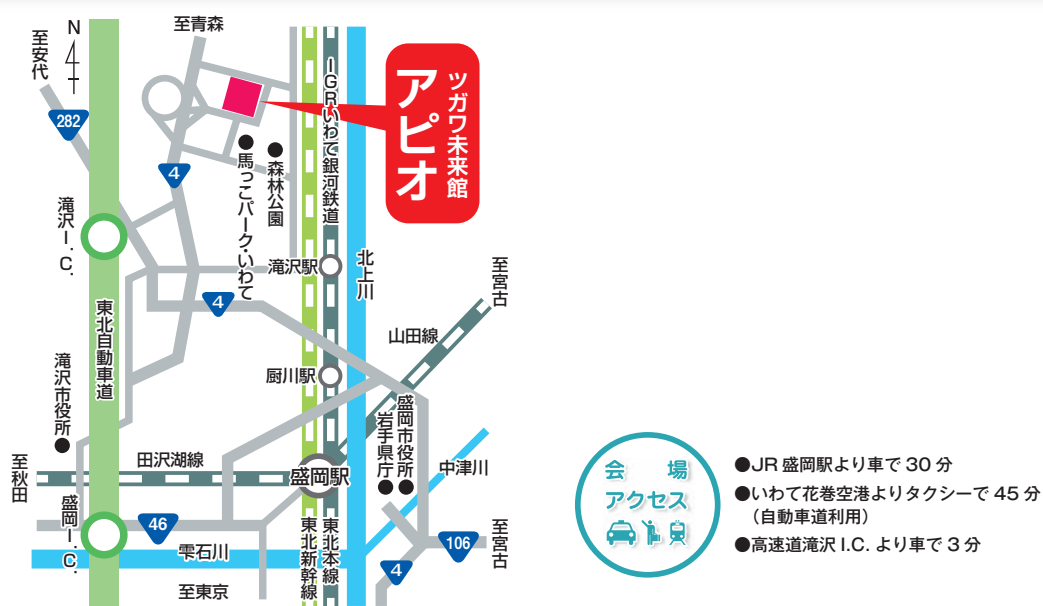 至青森
N
至安代
282
4
ツガワ未来館
アピオ
IGRいわて銀河鉄道
森林公園
馬っこパーク・いわて
滝沢I.C.
滝沢駅
北上川
至宮古
4
東北自動車道
山田線
滝沢市役所
厨川駅
盛岡市役所
岩手県庁
至秋田
田沢湖線
盛岡駅
中津川
盛岡I.C.
46
東北新幹線
東北本線
雫石川
至東京
106
至宮古
4
会場
アクセス
●JR盛岡駅より車で30分
●いわて花巻空港よりタクシーで45分
（自動車道利用）
●高速道滝沢I.C.より車で3分